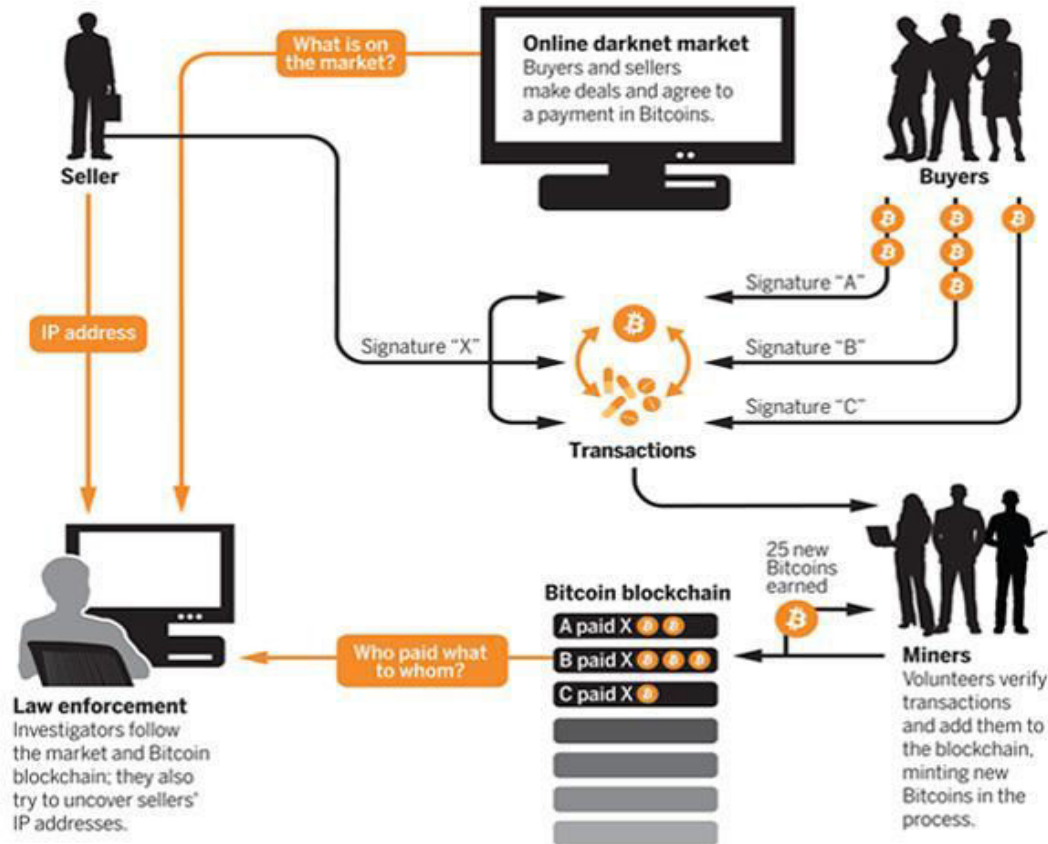 What is on
the market?
Online darknet market
Buyers and sellers
make deals and agree to
a payment in Bitcoins.
Seller
Buyers
IP address
Signature “X”
Signature “A”
Signature “B”
Signature “C”
Transactions
25 new
Bitcoins
earned
Bitcoin blockchain
A paid X
B paid X
C paid X
Who paid what
to whom?
Miners
Volunteers verify
transactions
and add them to
the blockchain,
minting new
Bitcoins in the
process.
Law enforcement
Investigators follow
the market and Bitcoin
blockchain; they also
try to uncover sellers’
IP addresses.